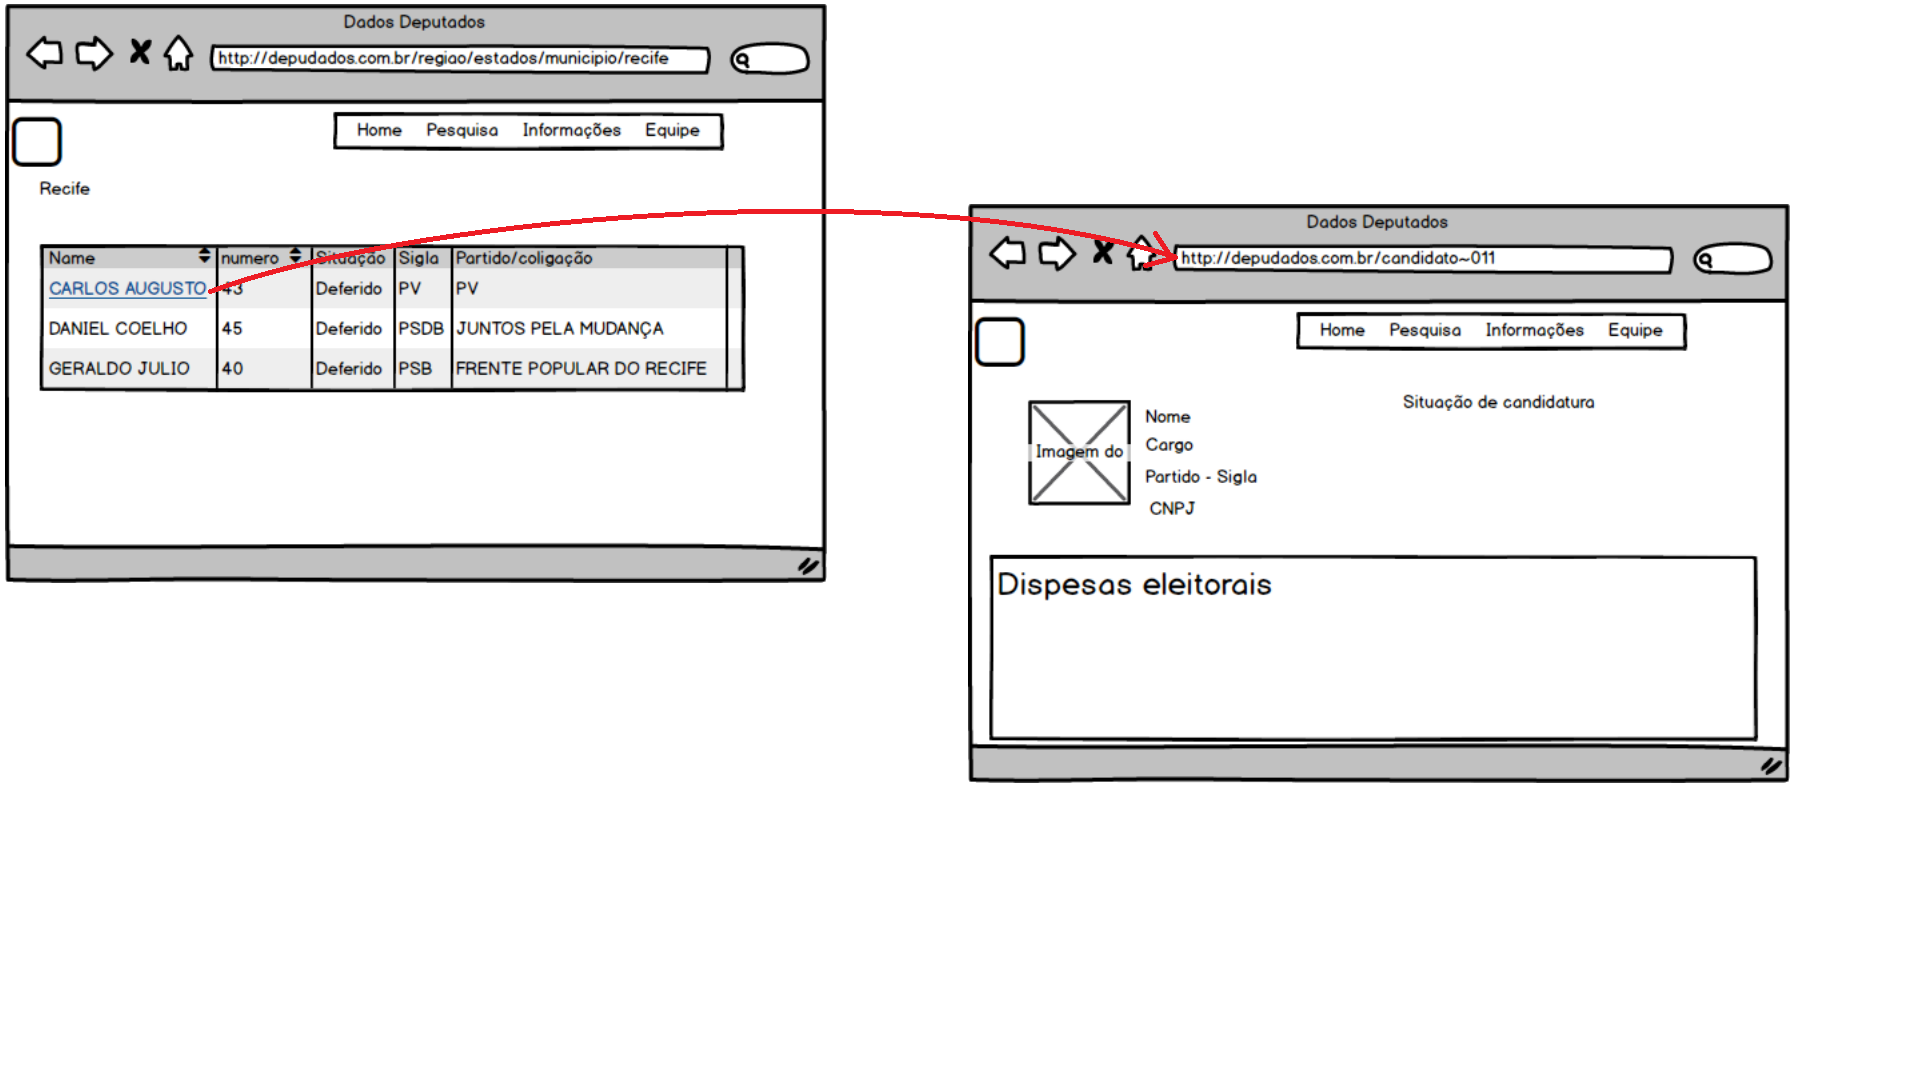 Dados Deputados
http://depudados.com.br/regiao/estados/municipio/recife
Home Pesquisa Informações Equipe
Recife
Name numero Situação Sigla Partido/coligação
CARLOS AUGUSTO 43 Deferido PV PV
DANIEL COELHO 45 Deferido PSDB JUNTOS PELA MUDANÇA
GERALDO JULIO 40 Deferido PSB FRENTE POPULAR DO RECIFE
Dados Deputados
http://depudados.com.br/candidato~011
Home Pesquisa Informações Equipe
Situação de candidatura
Imagem do
Nome
Cargo
Partido - Sigla
CNPJ
Dispesas eleitorais